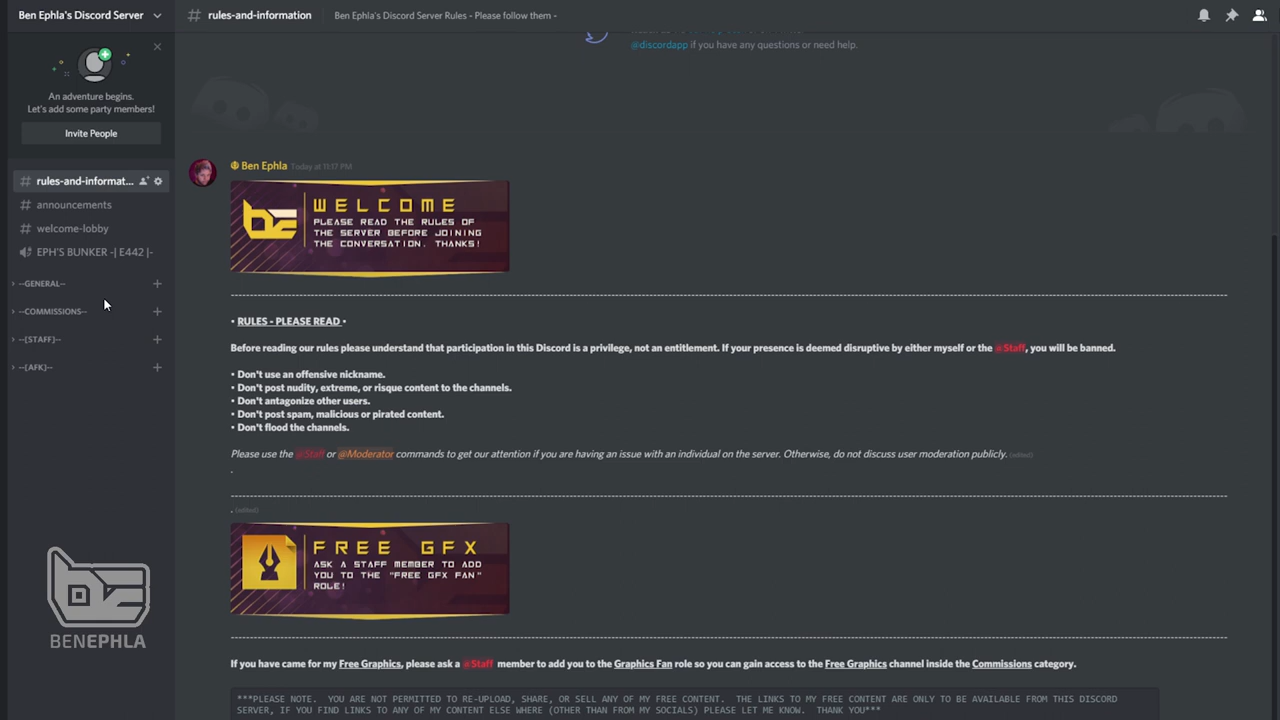 Ben Ephla's Discord Server
# rules-and-information
Ben Ephla's Discord Server Rules - Please follow them -
@discordapp if you have any questions or need help.
An adventure begins.
Let's add some party members!
Invite People
# rules-and-informat...
# announcements
# welcome-lobby
EPH'S BUNKER -| E442 |-
--GENERAL--
--COMMISSIONS--
--[STAFF]--
--[AFK]--
BENEPHLA
Ben Ephla Today at 11:17 PM
WELCOME
PLEASE READ THE RULES OF
THE SERVER BEFORE JOINING
THE CONVERSATION. THANKS!
• RULES - PLEASE READ •
Before reading our rules please understand that participation in this Discord is a privilege, not an entitlement. If your presence is deemed disruptive by either myself or the @Staff, you will be banned.
• Don't use an offensive nickname.
• Don't post nudity, extreme, or risque content to the channels.
• Don't antagonize other users.
• Don't post spam, malicious or pirated content.
• Don't flood the channels.
Please use the @Staff or @Moderator commands to get our attention if you are having an issue with an individual on the server. Otherwise, do not discuss user moderation publicly. (edited)
.
. (edited)
FREE GFX
ASK A STAFF MEMBER TO ADD
YOU TO THE "FREE GFX FAN"
ROLE!
If you have came for my Free Graphics, please ask a @Staff member to add you to the Graphics Fan role so you can gain access to the Free Graphics channel inside the Commissions category.
***PLEASE NOTE. YOU ARE NOT PERMITTED TO RE-UPLOAD, SHARE, OR SELL ANY OF MY FREE CONTENT. THE LINKS TO MY FREE CONTENT ARE ONLY TO BE AVAILABLE FROM THIS DISCORD
SERVER, IF YOU FIND LINKS TO ANY OF MY CONTENT ELSE WHERE (OTHER THAN FROM MY SOCIALS) PLEASE LET ME KNOW. THANK YOU***